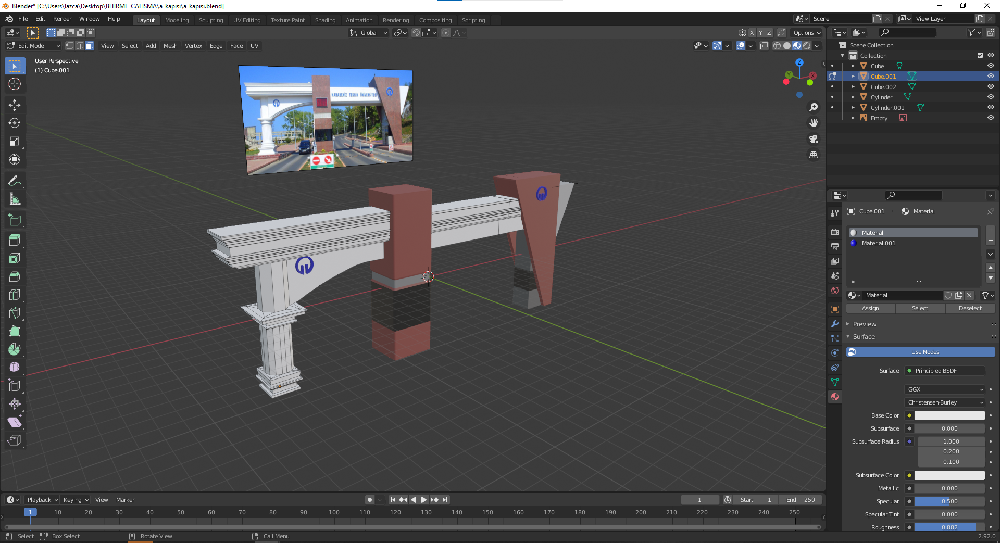 Blender* [C:\Users\lazca\Desktop\BITIRME_CALISMA\a_kapisi\a_kapisi.blend]
File Edit Render Window Help Layout Modeling Sculpting UV Editing Texture Paint Shading Animation Rendering Compositing Scripting + Scene View Layer
Global X Y Z Options
Edit Mode View Select Add Mesh Vertex Edge Face UV
User Perspective
(1) Cube.001
KARADENİZ TEKNİK ÜNİVERSİTESİ
Z
Y X
Scene Collection
Collection
Cube
Cube.001
Cube.002
Cylinder
Cylinder.001
Empty
Cube.001 Material
Material
Material.001
Material
Assign Select Deselect
Preview
Surface
Use Nodes
Surface Principled BSDF
GGX
Christensen-Burley
Base Color
Subsurface 0.000
Subsurface Radius 1.000
0.200
0.100
Subsurface Color
Metallic 0.000
Specular 0.500
Specular Tint 0.000
Roughness 0.882
Playback Keying View Marker 1 Start 1 End 250
1 10 20 30 40 50 60 70 80 90 100 110 120 130 140 150 160 170 180 190 200 210 220 230 240 250
Select Box Select Rotate View Call Menu 2.92.0